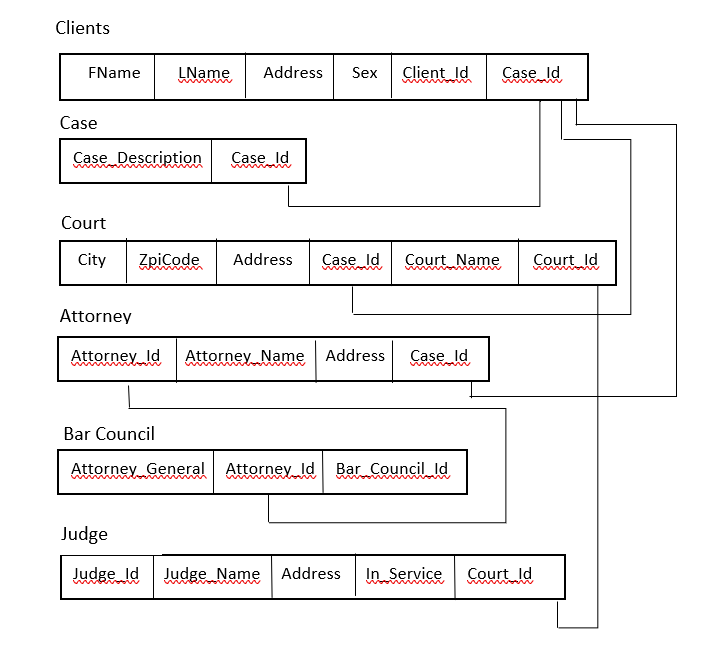 Clients
FName LName Address Sex Client_Id Case_Id
Case
Case_Description Case_Id
Court
City ZpiCode Address Case_Id Court_Name Court_Id
Attorney
Attorney_Id Attorney_Name Address Case_Id
Bar Council
Attorney_General Attorney_Id Bar_Council_Id
Judge
Judge_Id Judge_Name Address In_Service Court_Id